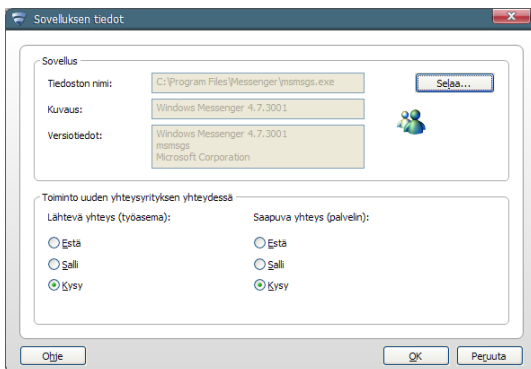 Sovelluksen tiedot
Sovellus
Tiedoston nimi: C:\Program Files\Messenger\msmsgs.exe Selaa...
Kuvaus: Windows Messenger 4.7.3001
Versiotiedot: Windows Messenger 4.7.3001
msmsgs
Microsoft Corporation
Toiminto uuden yhteysyrityksen yhteydessä
Lähtevä yhteys (työasema): Saapuva yhteys (palvelin):
Estä Estä
Salli Salli
Kysy Kysy
Ohje OK Peruuta